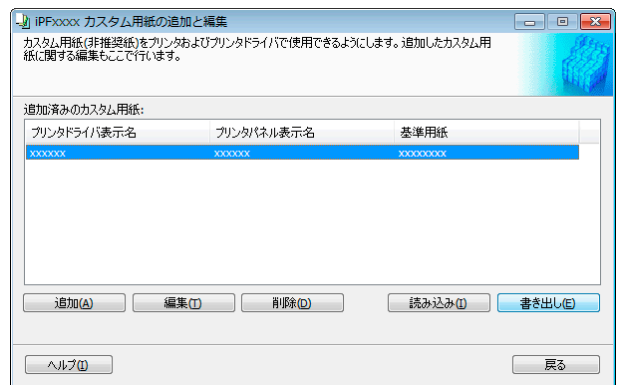 iPFxxxx カスタム用紙の追加と編集
カスタム用紙(非推奨紙)をプリンタおよびプリンタドライバで使用できるようにします。追加したカスタム用
紙に関する編集もここで行います。
追加済みのカスタム用紙:
プリンタドライバ表示名 プリンタパネル表示名 基準用紙
xxxxxx xxxxxx xxxxxxxx
追加(A) 編集(T) 削除(D) 読み込み(I) 書き出し(E)
ヘルプ(I) 戻る